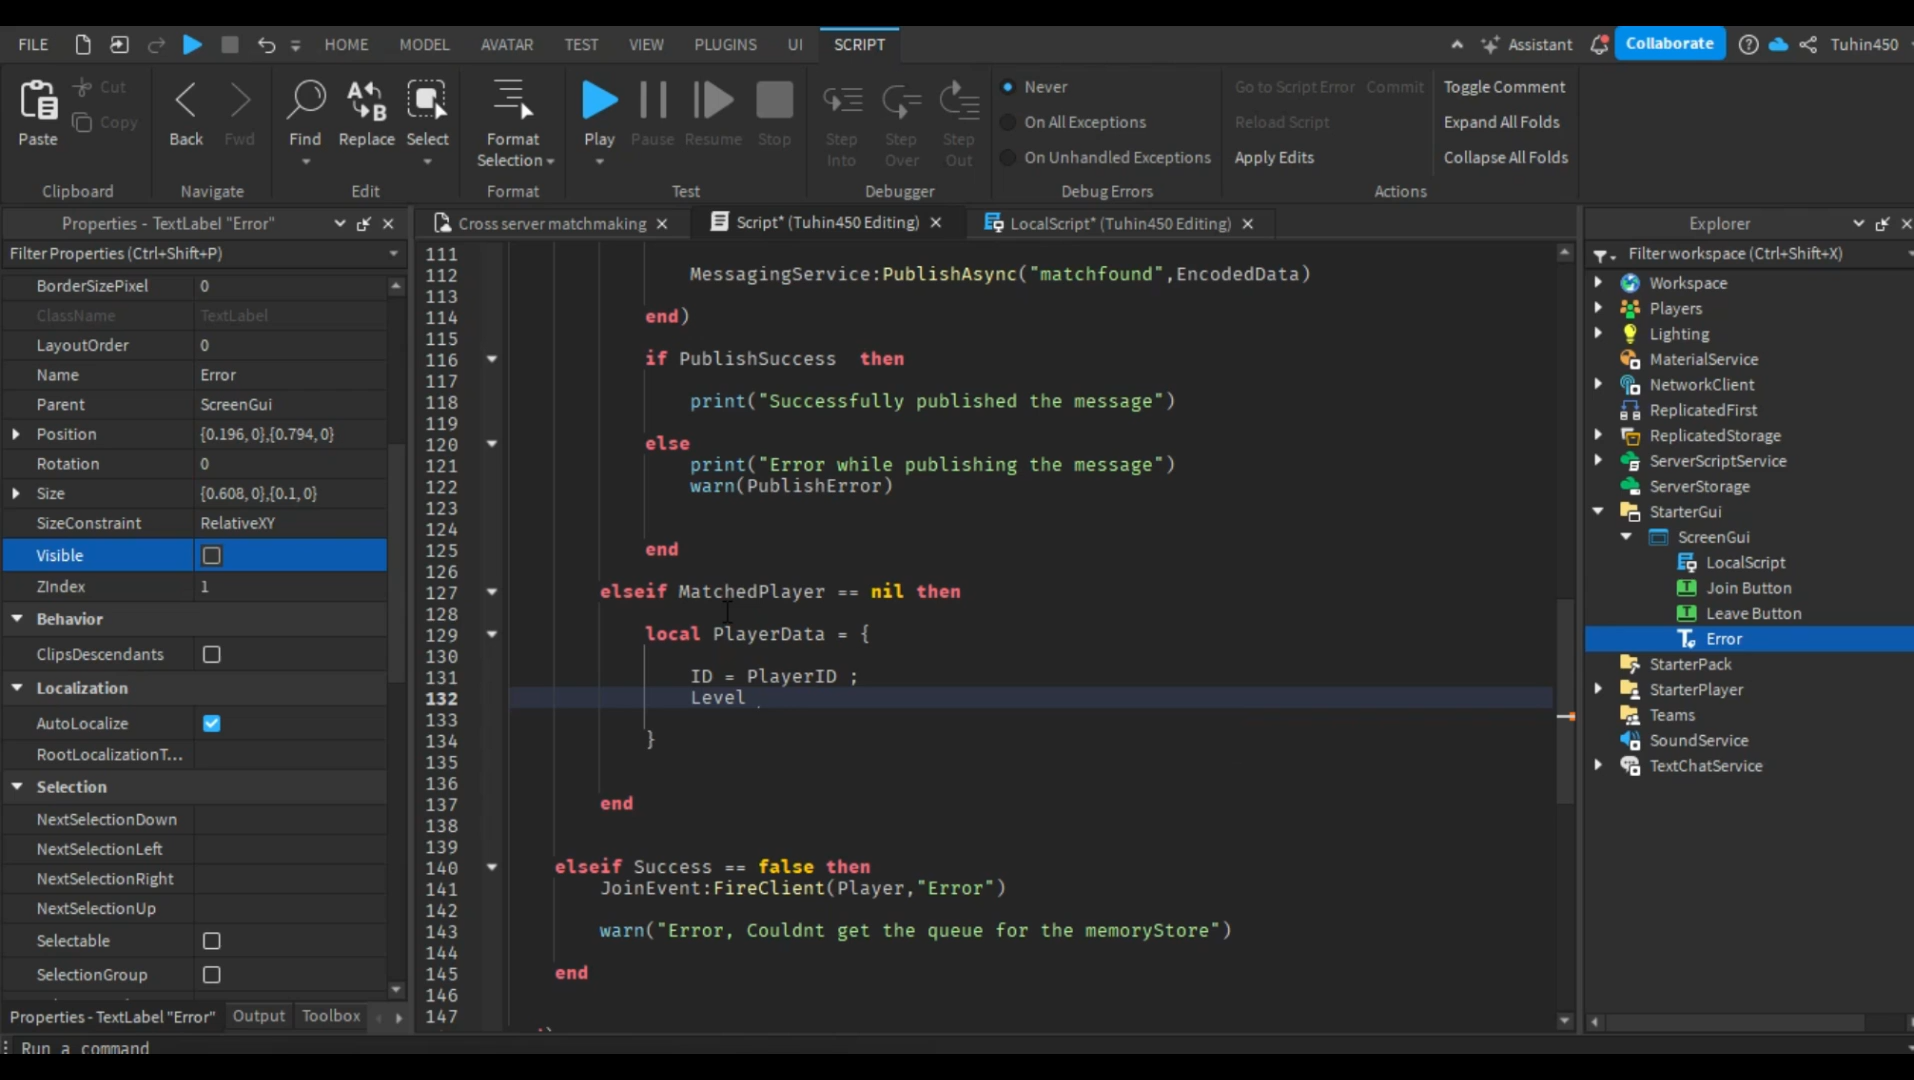 FILE HOME MODEL AVATAR TEST VIEW PLUGINS UI SCRIPT Assistant Collaborate Tuhin450
Paste Cut Copy
Clipboard
Back Fwd
Navigate
Find Replace Select
Edit
Format Selection
Format
Play Pause Resume Stop
Test
Step Into Step Over Step Out
Debugger
Never
On All Exceptions
On Unhandled Exceptions
Debug Errors
Go to Script Error Commit
Reload Script
Apply Edits
Toggle Comment
Expand All Folds
Collapse All Folds
Actions
Properties - TextLabel "Error"
Filter Properties (Ctrl+Shift+P)
BorderSizePixel 0
ClassName TextLabel
LayoutOrder 0
Name Error
Parent ScreenGui
Position {0.196, 0},{0.794, 0}
Rotation 0
Size {0.608, 0},{0.1, 0}
SizeConstraint RelativeXY
Visible
ZIndex 1
Behavior
ClipsDescendants
Localization
AutoLocalize
RootLocalizationT...
Selection
NextSelectionDown
NextSelectionLeft
NextSelectionRight
NextSelectionUp
Selectable
SelectionGroup
Properties - TextLabel "Error" Output Toolbox
Run a command
Cross server matchmaking Script* (Tuhin450 Editing) LocalScript* (Tuhin450 Editing)
111
112 MessagingService:PublishAsync("matchfound",EncodedData)
113
114 end)
115
116 if PublishSuccess  then
117
118 print("Successfully published the message")
119
120 else
121 print("Error while publishing the message")
122 warn(PublishError)
123
124
125 end
126
127 elseif MatchedPlayer == nil then
128
129 local PlayerData = {
130
131 ID = PlayerID ;
132 Level
133
134 }
135
136
137 end
138
139
140 elseif Success == false then
141 JoinEvent:FireClient(Player,"Error")
142
143 warn("Error, Couldnt get the queue for the memoryStore")
144
145 end
146
147
Explorer
Filter workspace (Ctrl+Shift+X)
Workspace
Players
Lighting
MaterialService
NetworkClient
ReplicatedFirst
ReplicatedStorage
ServerScriptService
ServerStorage
StarterGui
ScreenGui
LocalScript
Join Button
Leave Button
Error
StarterPack
StarterPlayer
Teams
SoundService
TextChatService